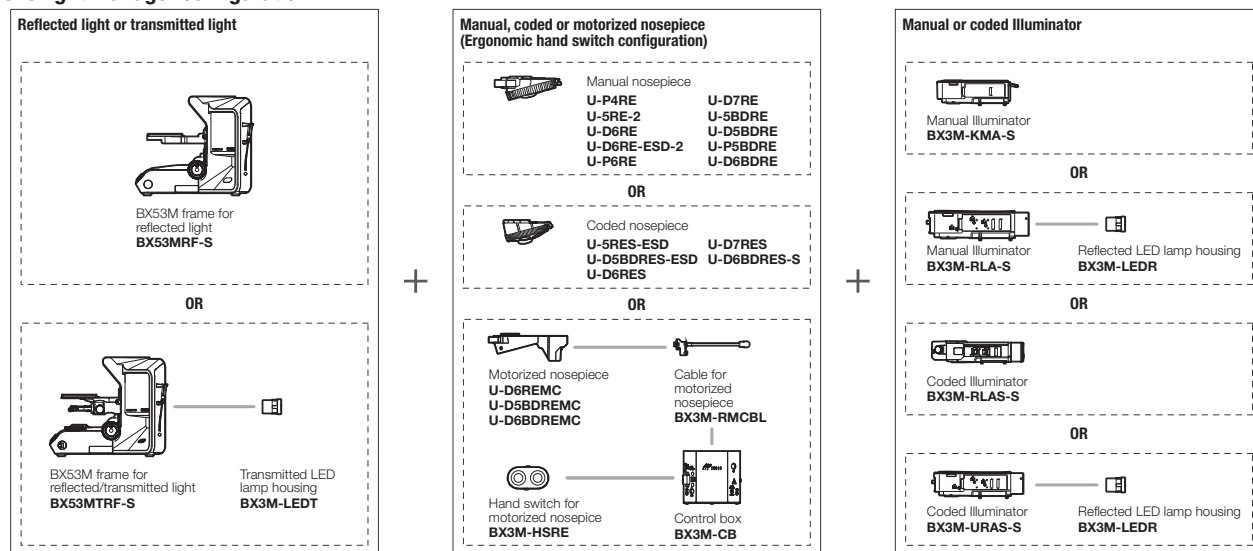 Reflected light or transmitted light
BX53M frame for
reflected light
BX53MRF-S
OR
BX53M frame for
reflected/transmitted light
BX53MTRF-S
Transmitted LED
lamp housing
BX3M-LEDT
+
Manual, coded or motorized nosepiece
(Ergonomic hand switch configuration)
Manual nosepiece
U-P4RE U-D7RE
U-5RE-2 U-5BDRE
U-D6RE U-D5BDRE
U-D6RE-ESD-2 U-P5BDRE
U-P6RE U-D6BDRE
OR
Coded nosepiece
U-5RES-ESD U-D7RES
U-D5BDRES-ESD U-D6BDRES-S
U-D6RES
OR
Motorized nosepiece
U-D6REMC
U-D5BDREMC
U-D6BDREMC
Cable for
motorized
nosepiece
BX3M-RMCBL
Hand switch for
motorized nosepice
BX3M-HSRE
Control box
BX3M-CB
+
Manual or coded Illuminator
Manual Illuminator
BX3M-KMA-S
OR
Manual Illuminator
BX3M-RLA-S
Reflected LED lamp housing
BX3M-LEDR
OR
Coded Illuminator
BX3M-RLAS-S
OR
Coded Illuminator
BX3M-URAS-S
Reflected LED lamp housing
BX3M-LEDR